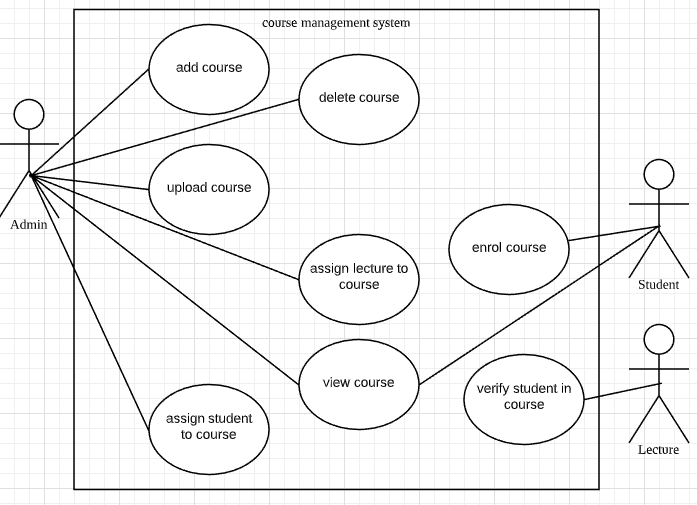 course management system
add course
delete course
upload course
Admin
assign lecture to
course
enrol course
Student
view course
verify student in
course
assign student
to course
Lecture